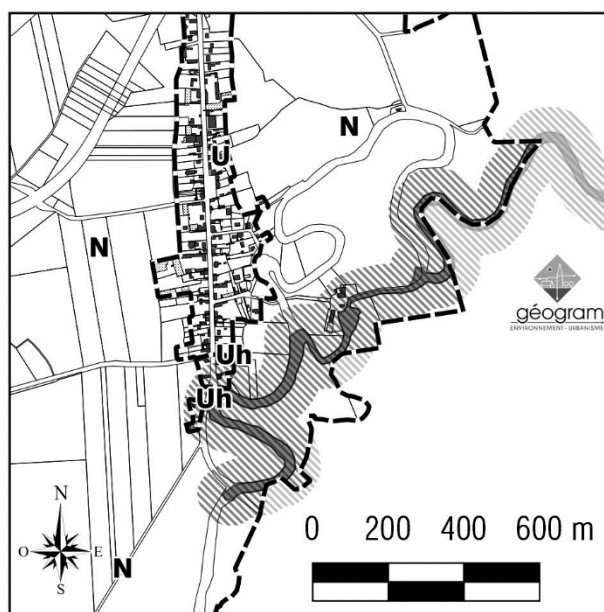 N
U
N
géogram
ENVIRONNEMENT - URBANISME
Uh
Uh
N
O E
S
0 200 400 600 m
N